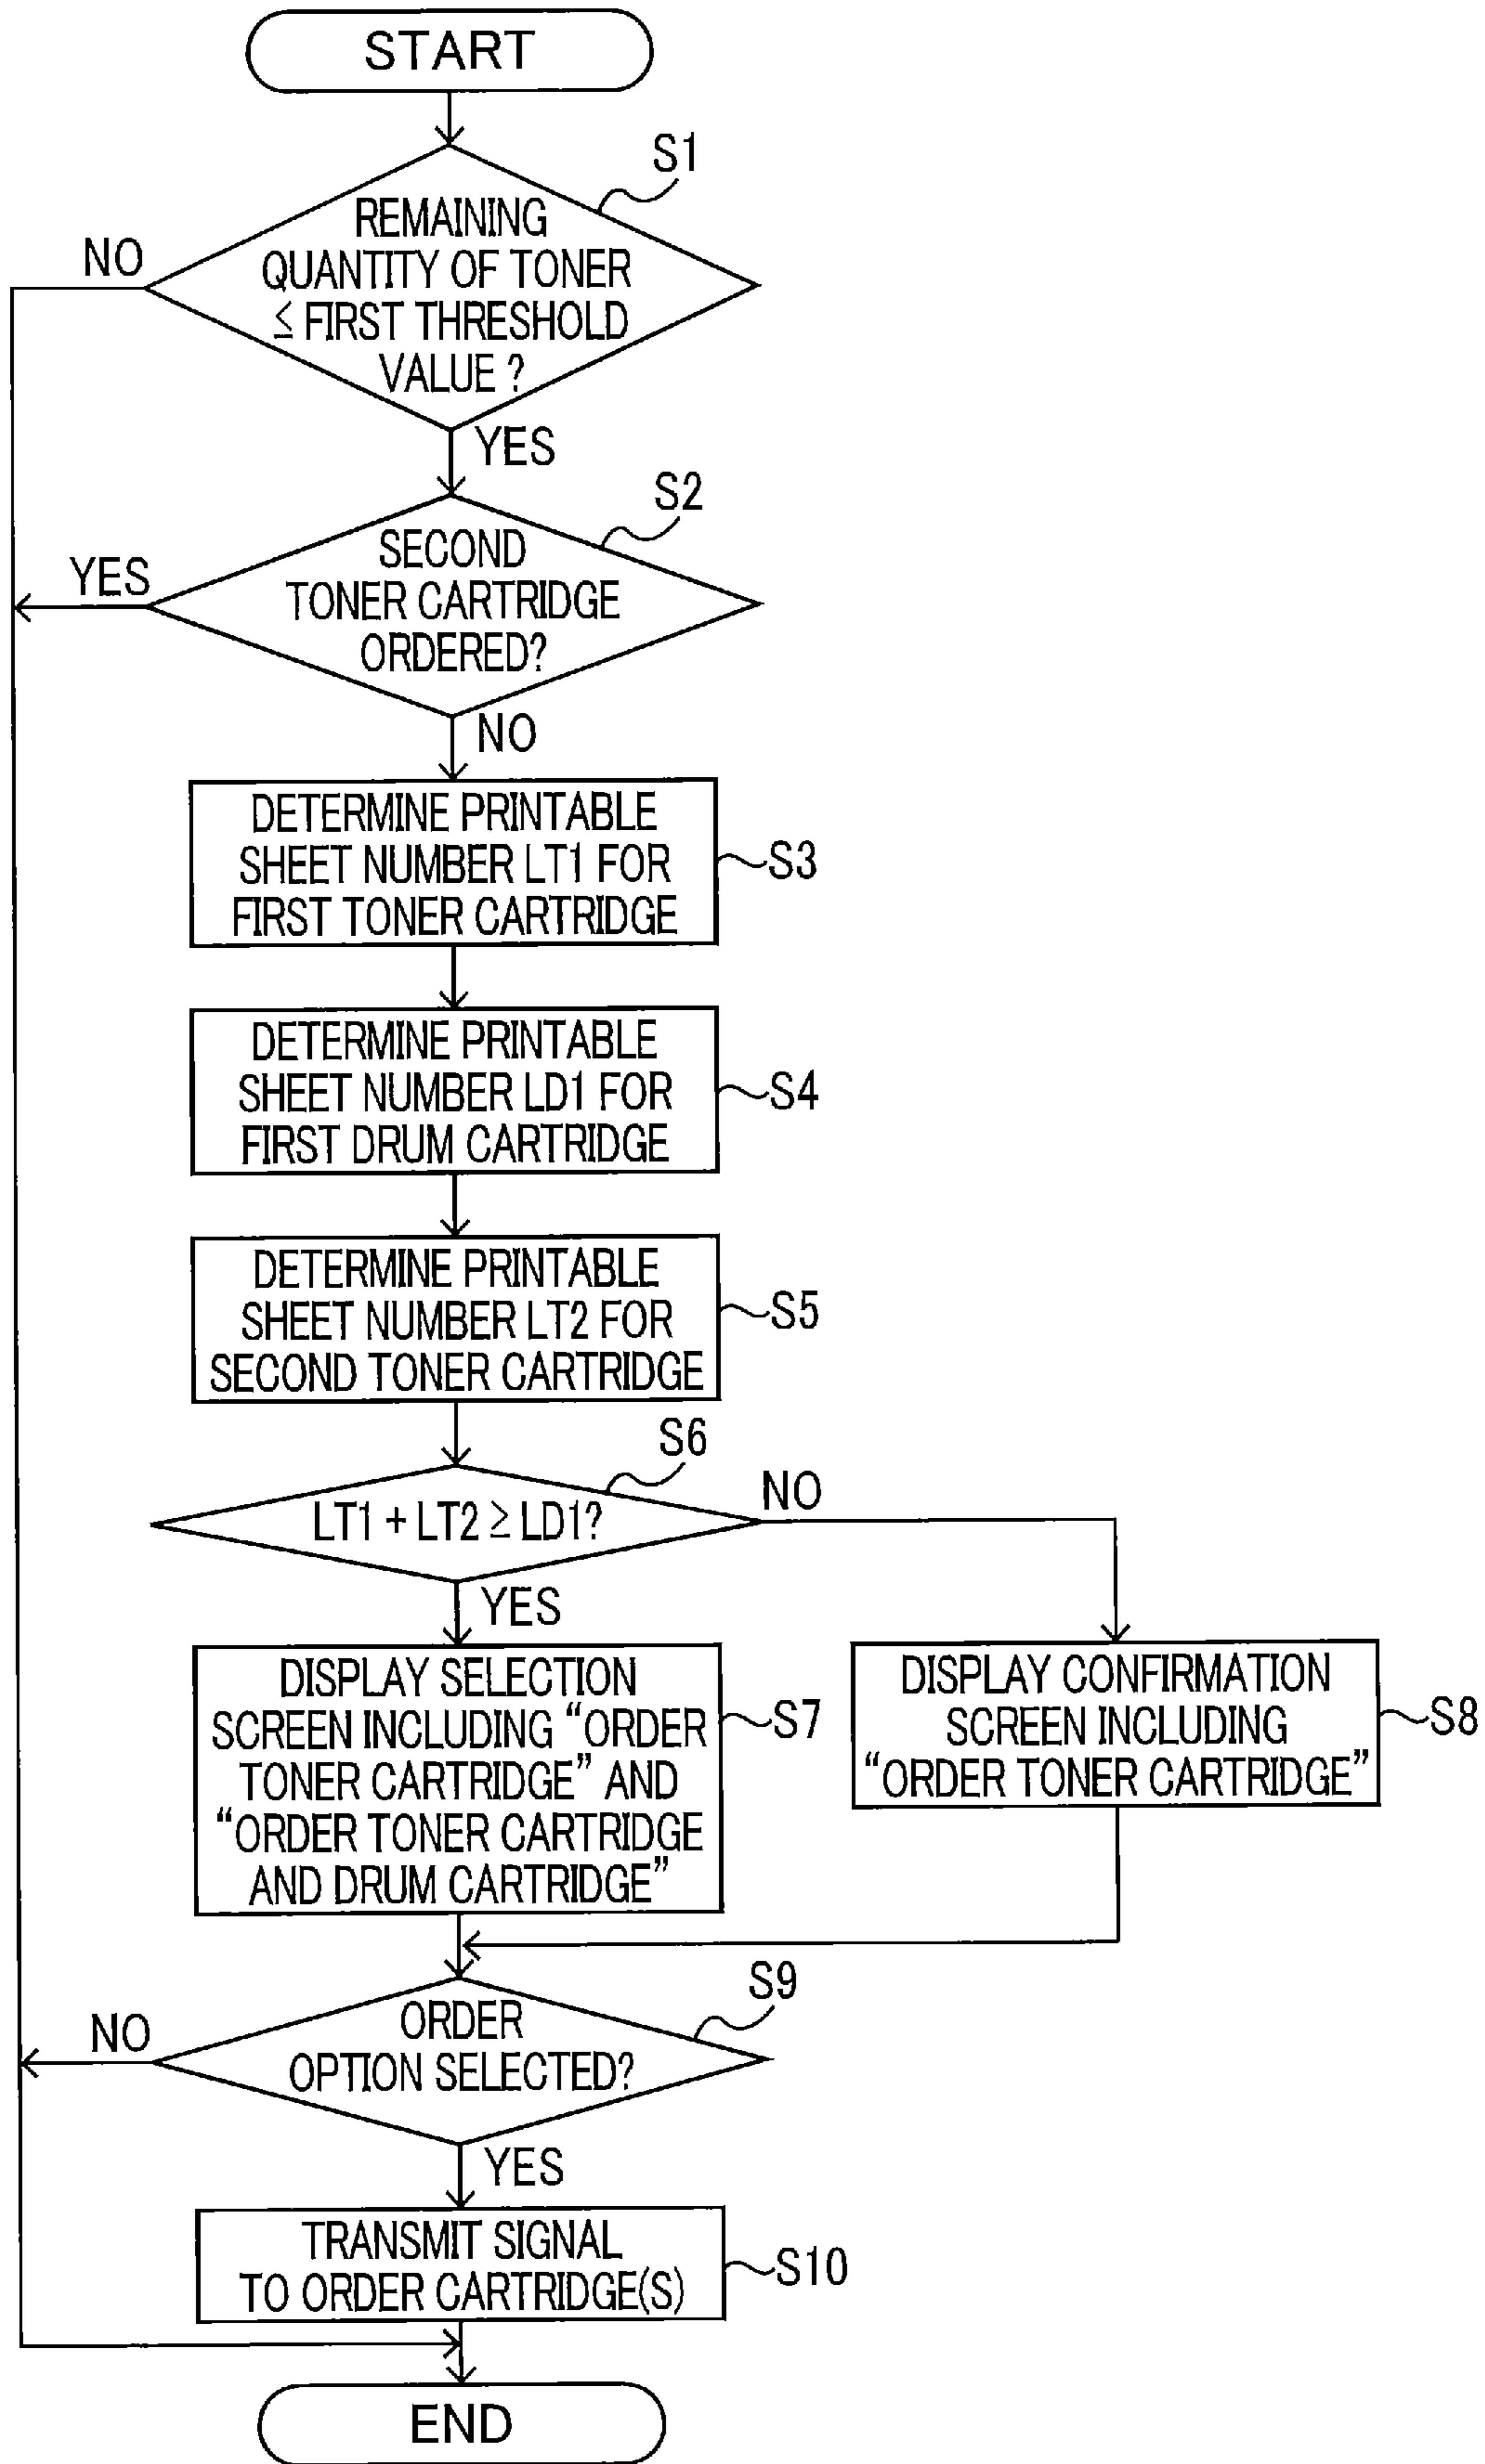 START
S1
REMAINING
QUANTITY OF TONER
≦ FIRST THRESHOLD
VALUE ?
NO
YES
S2
SECOND
TONER CARTRIDGE
ORDERED?
YES
NO
DETERMINE PRINTABLE
SHEET NUMBER LT1 FOR
FIRST TONER CARTRIDGE
S3
DETERMINE PRINTABLE
SHEET NUMBER LD1 FOR
FIRST DRUM CARTRIDGE
S4
DETERMINE PRINTABLE
SHEET NUMBER LT2 FOR
SECOND TONER CARTRIDGE
S5
S6
LT1 + LT2 ≧ LD1?
NO
YES
DISPLAY SELECTION
SCREEN INCLUDING “ORDER
TONER CARTRIDGE” AND
“ORDER TONER CARTRIDGE
AND DRUM CARTRIDGE”
S7
DISPLAY CONFIRMATION
SCREEN INCLUDING
“ORDER TONER CARTRIDGE”
S8
S9
ORDER
OPTION SELECTED?
NO
YES
TRANSMIT SIGNAL
TO ORDER CARTRIDGE(S)
S10
END